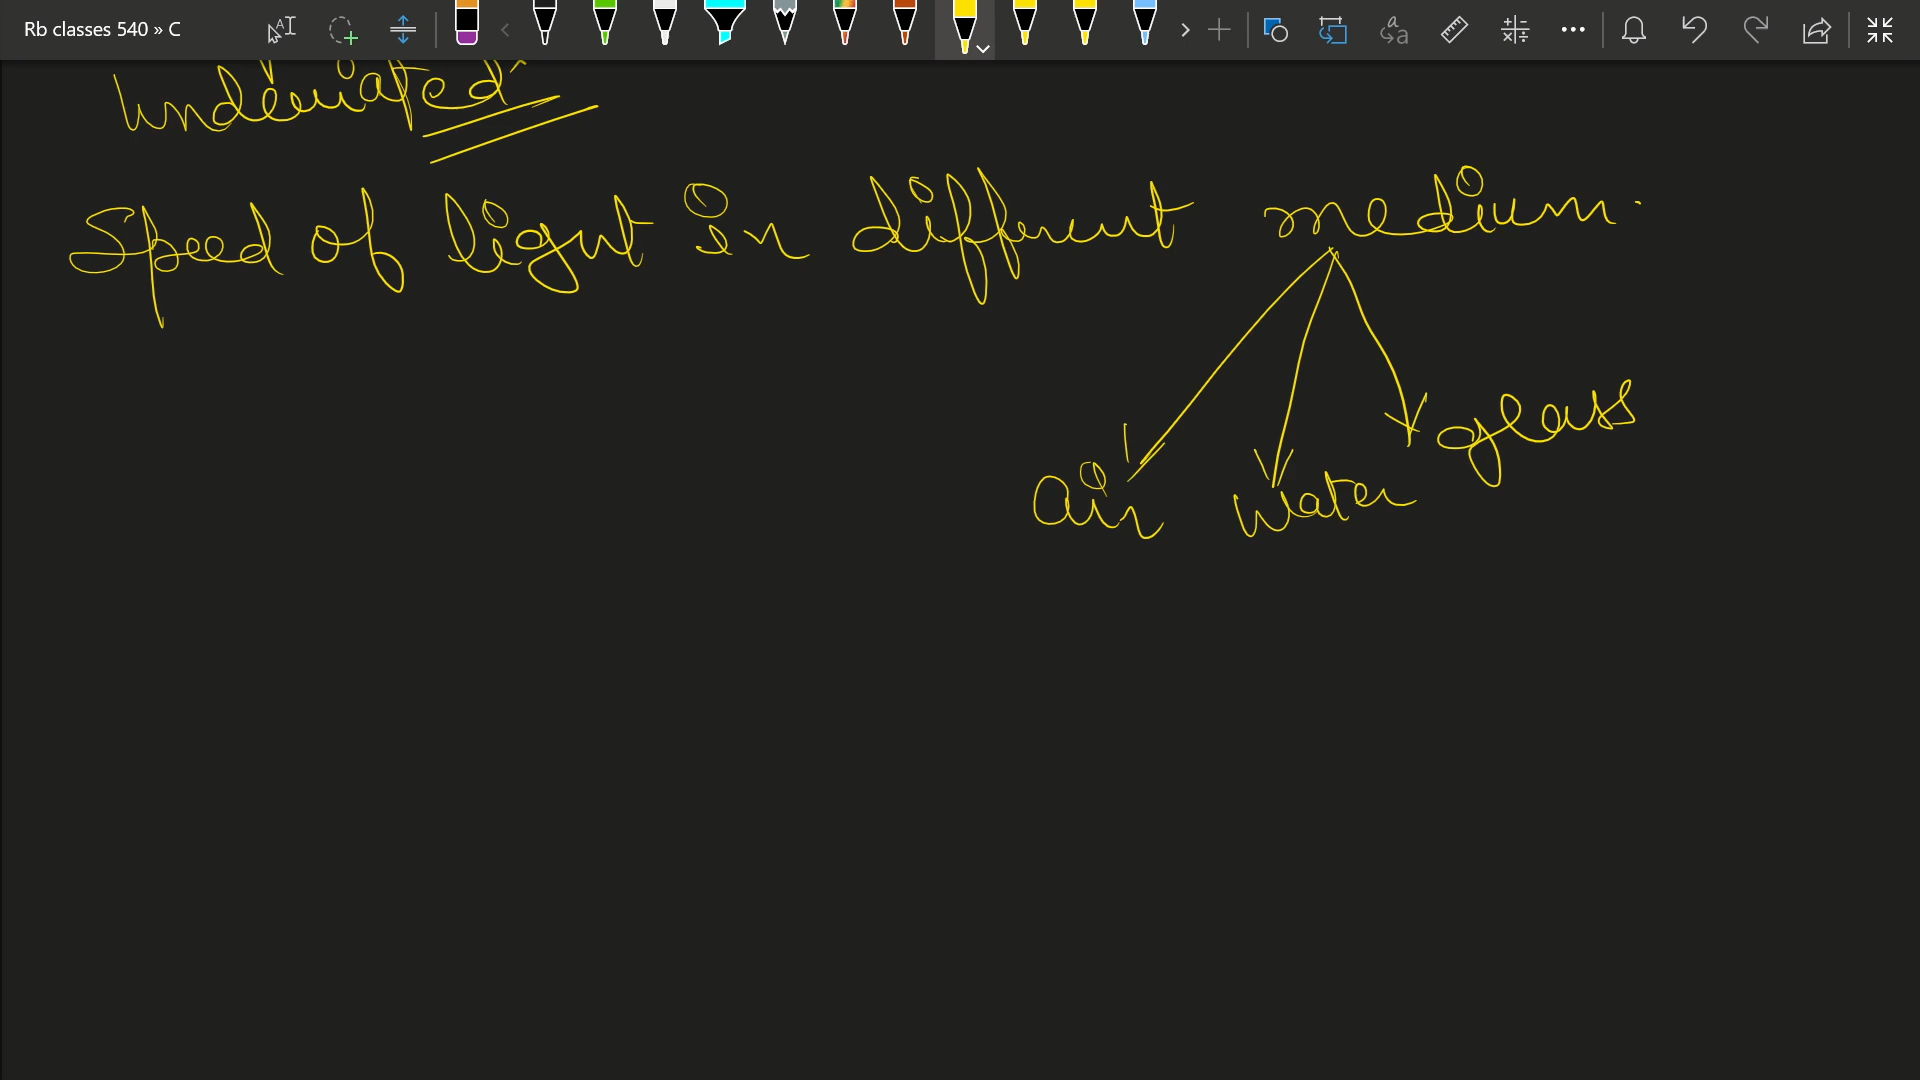 Rb classes 540 » C
undeviated.
Speed of light in different medium.
glass
air water